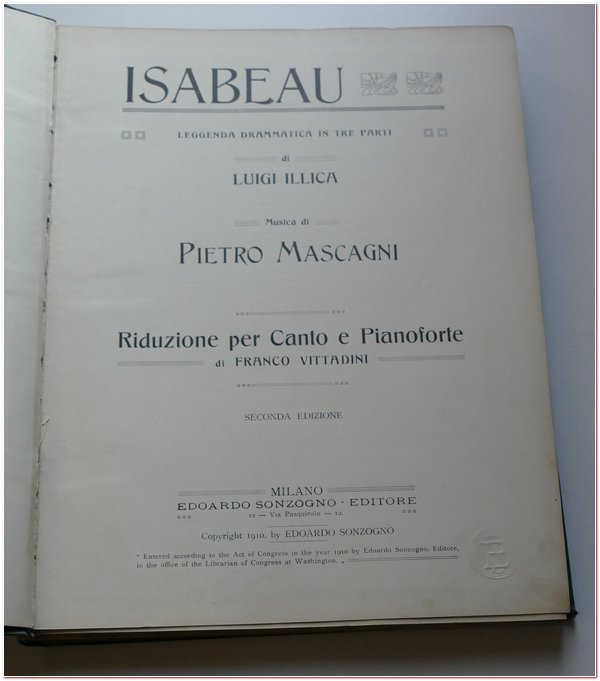 ISABEAU
LEGGENDA DRAMMATICA IN TRE PARTI
di
LUIGI ILLICA
Musica di
PIETRO MASCAGNI
Riduzione per Canto e Pianoforte
di FRANCO VITTADINI
SECONDA EDIZIONE
MILANO
EDOARDO SONZOGNO - EDITORE
12 — Via Pasquirolo — 12.
Copyright 1910, by EDOARDO SONZOGNO
" Entered according to the Act of Congress in the year 1910 by Edoardo Sonzogno, Editore,
in the office of the Librarian of Congress at Washington. „
E